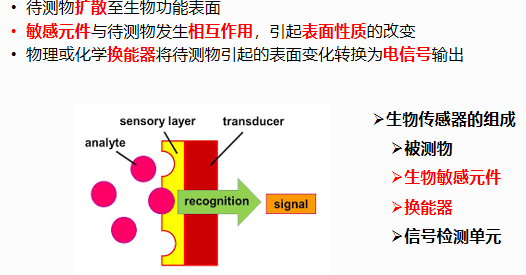 • 待测物扩散至生物功能表面
• 敏感元件与待测物发生相互作用，引起表面性质的改变
• 物理或化学换能器将待测物引起的表面变化转换为电信号输出
sensory layer
transducer
analyte
recognition
signal
➢生物传感器的组成
➢被测物
➢生物敏感元件
➢换能器
➢信号检测单元